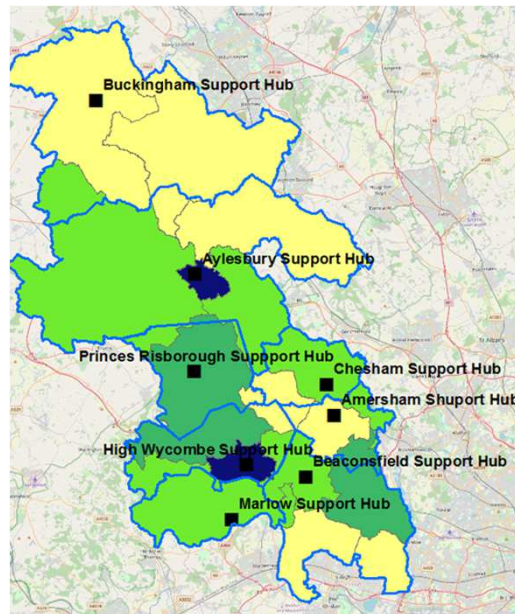 Buckingham Support Hub
Aylesbury Support Hub
Princes Risborough Suppport Hub
Chesham Support Hub
Amersham Shuport Hub
High Wycombe Support Hub
Beaconsfield Support Hub
Marlow Support Hub